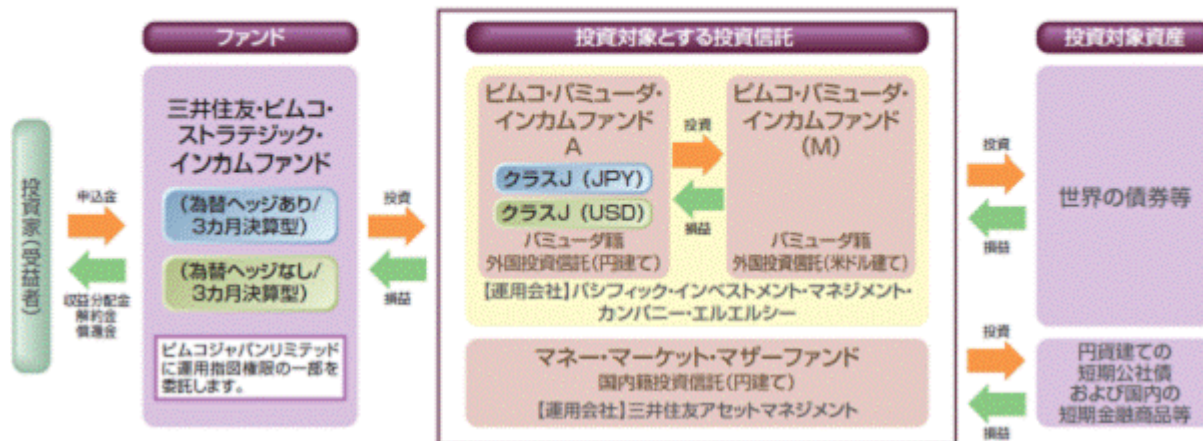 ファンド
投資対象とする投資信託
投資対象資産
投資家(受益者)
申込金
収益分配金
解約金
償還金
三井住友・ピムコ・
ストラテジック・
インカムファンド
(為替ヘッジあり/
3カ月決算型)
(為替ヘッジなし/
3カ月決算型)
ピムコジャパンリミテッド
に運用指図権限の一部を
委託します。
投資
損益
ピムコ・バミューダ・
インカムファンド
A
クラスJ(JPY)
クラスJ(USD)
バミューダ籍
外国投資信託(円建て)
投資
損益
ピムコ・バミューダ・
インカムファンド
(M)
バミューダ籍
外国投資信託(米ドル建て)
【運用会社】パシフィック・インベストメント・マネジメント・
カンパニー・エルエルシー
マネー・マーケット・マザーファンド
国内籍投資信託(円建て)
【運用会社】三井住友アセットマネジメント
投資
損益
世界の債券等
投資
損益
円貨建ての
短期公社債
および国内の
短期金融商品等